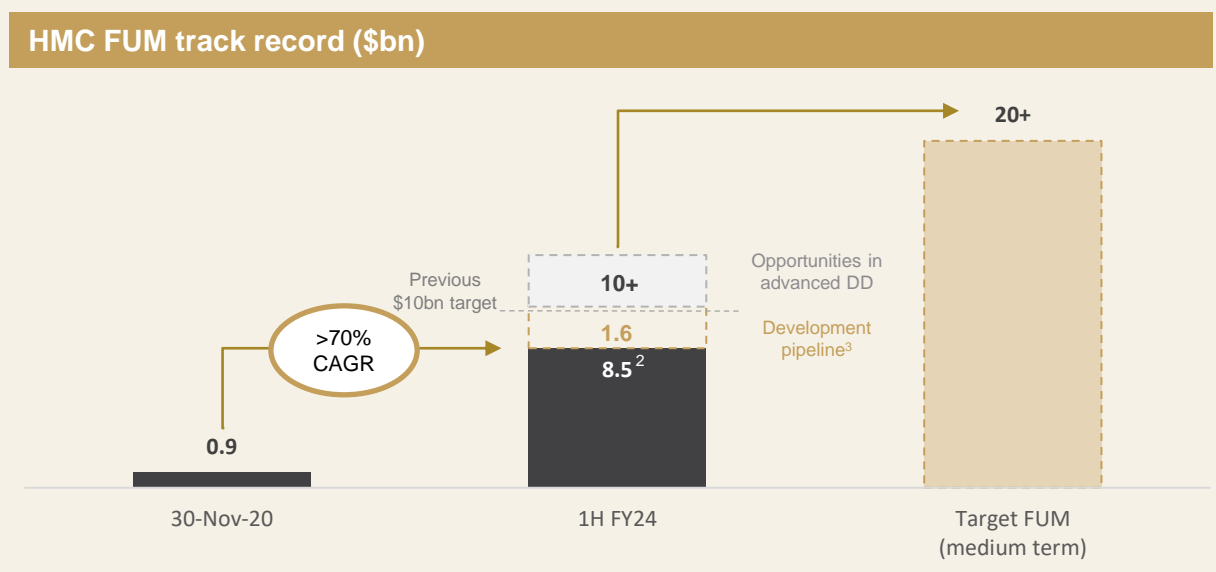 HMC FUM track record ($bn)
20+
Previous
$10bn target
10+
Opportunities in
advanced DD
>70%
CAGR
1.6
Development
pipeline³
8.5²
0.9
30-Nov-20
1H FY24
Target FUM
(medium term)